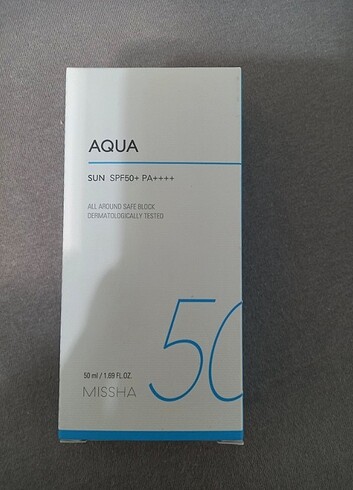 AQUA
SUN SPF50+ PA++++
ALL AROUND SAFE BLOCK
DERMATOLOGICALLY TESTED
50
50 ml / 1.69 FL.OZ.
MISSHA